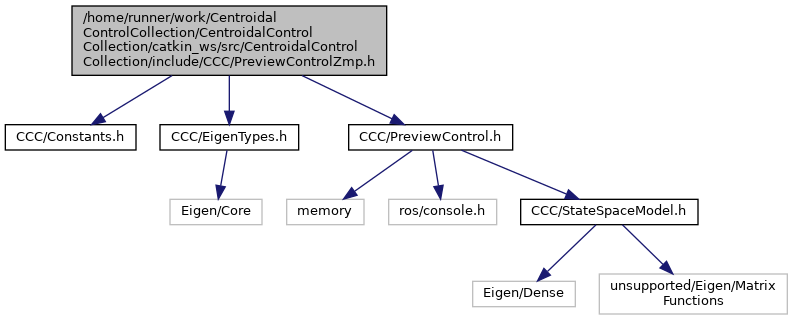 /home/runner/work/Centroidal
ControlCollection/CentroidalControl
Collection/catkin_ws/src/CentroidalControl
Collection/include/CCC/PreviewControlZmp.h
CCC/Constants.h
CCC/EigenTypes.h
CCC/PreviewControl.h
Eigen/Core
memory
ros/console.h
CCC/StateSpaceModel.h
Eigen/Dense
unsupported/Eigen/Matrix
Functions